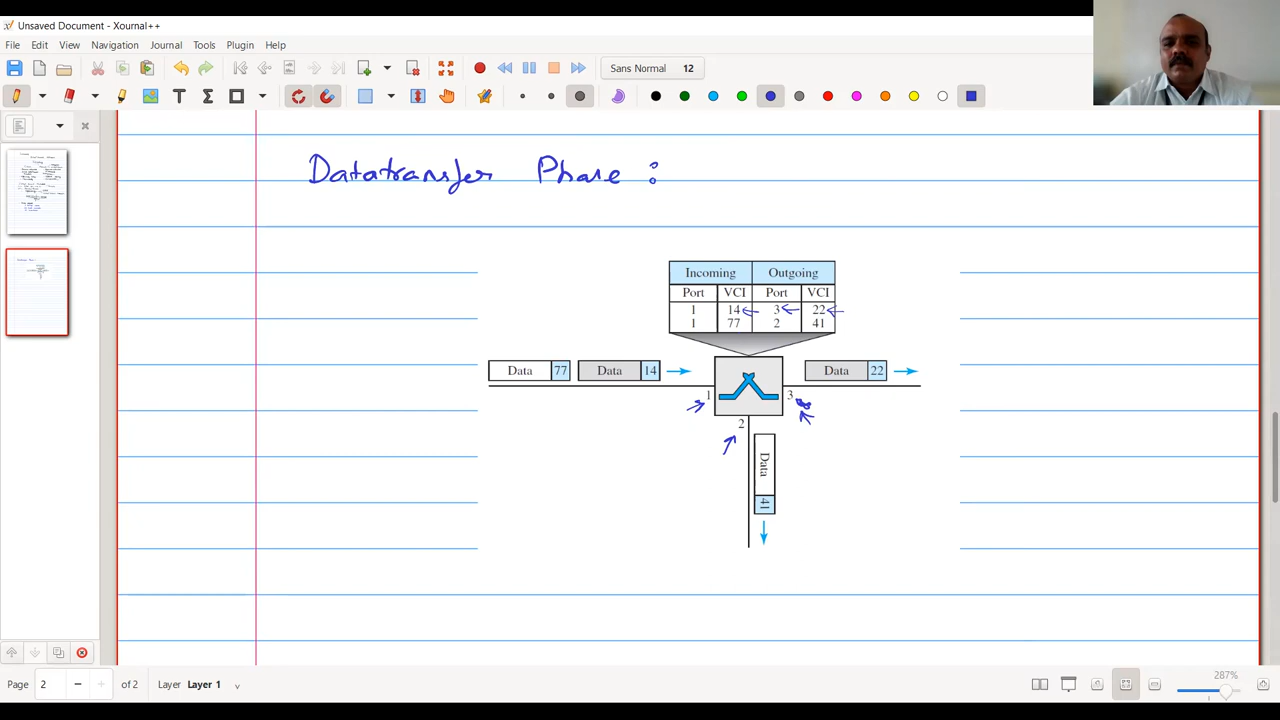 Unsaved Document - Xournal++
File Edit View Navigation Journal Tools Plugin Help
Sans Normal 12
Datatransfer Phase :
Incoming Outgoing
Port VCI Port VCI
1 14 3 22
1 77 2 41
Data 77 Data 14 Data 22
1 3
2
Data 41
Page 2 of 2 Layer Layer 1 287%